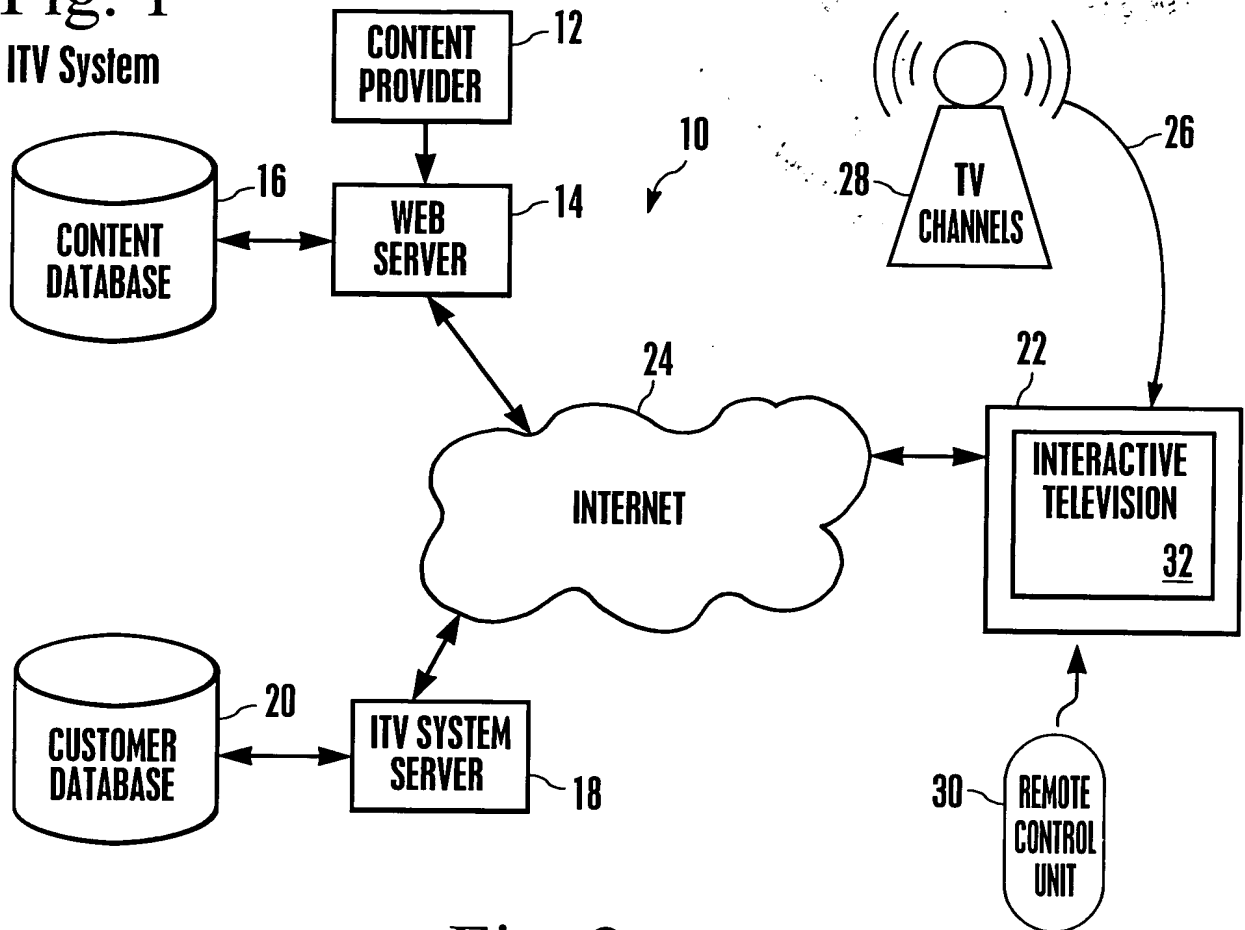 Fig. 1
ITV System
CONTENT
PROVIDER
12
10
26
16
14
28
TV
CHANNELS
WEB
SERVER
CONTENT
DATABASE
24
22
INTERACTIVE
TELEVISION
32
INTERNET
20
CUSTOMER
DATABASE
ITV SYSTEM
SERVER
18
30
REMOTE
CONTROL
UNIT